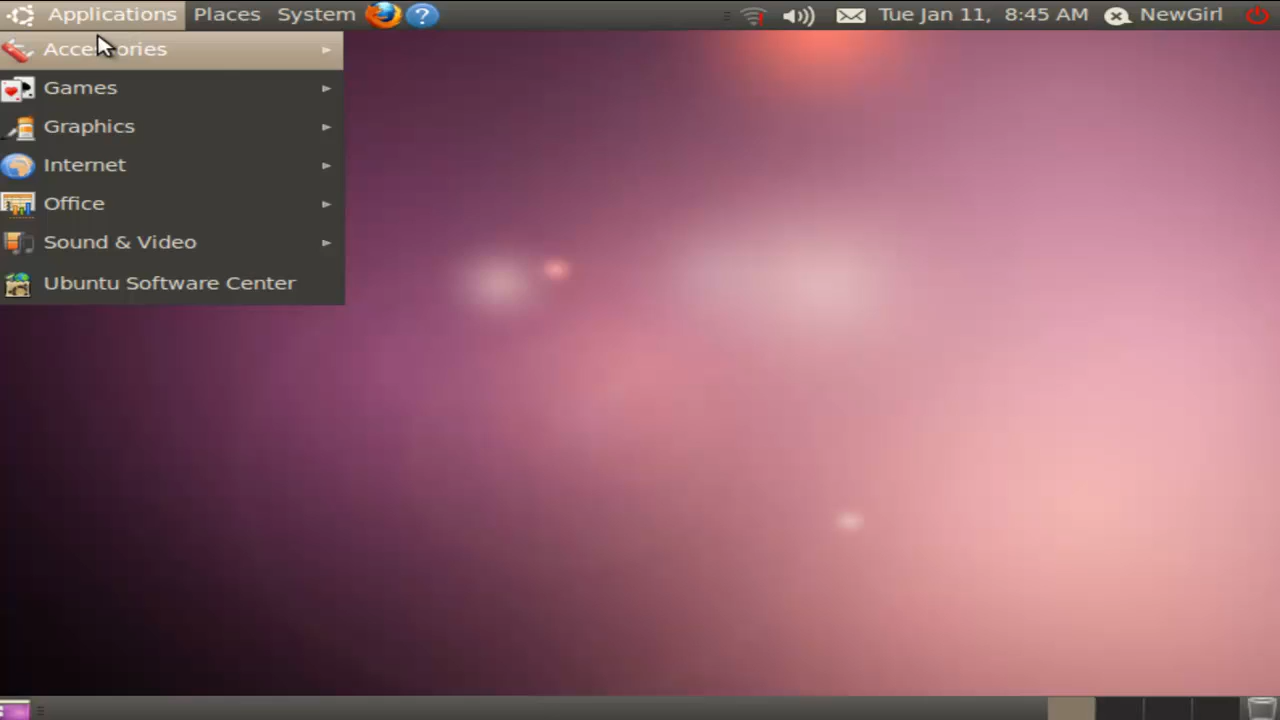 Applications Places System ? Tue Jan 11, 8:45 AM NewGirl
Accessories
Games
Graphics
Internet
Office
Sound & Video
Ubuntu Software Center